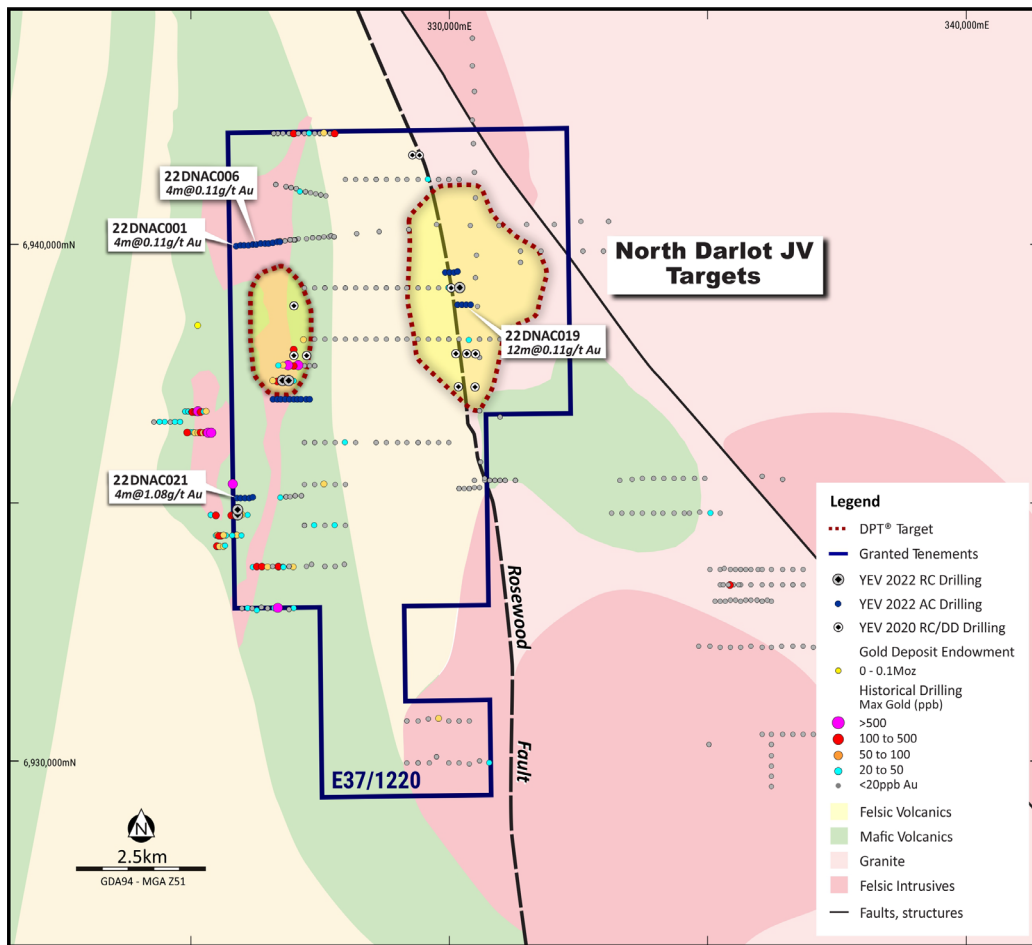 330,000mE
340,000mE
22DNAC006
4m@0.11g/t Au
22DNAC001
4m@0.11g/t Au
6,940,000mN
North Darlot JV
Targets
22DNAC019
12m@0.11g/t Au
22DNAC021
4m@1.08g/t Au
Rosewood
Fault
6,930,000mN
E37/1220
N
2.5km
GDA94 - MGA Z51
Legend
DPT® Target
Granted Tenements
YEV 2022 RC Drilling
YEV 2022 AC Drilling
YEV 2020 RC/DD Drilling
Gold Deposit Endowment
0 - 0.1Moz
Historical Drilling
Max Gold (ppb)
>500
100 to 500
50 to 100
20 to 50
<20ppb Au
Felsic Volcanics
Mafic Volcanics
Granite
Felsic Intrusives
Faults, structures